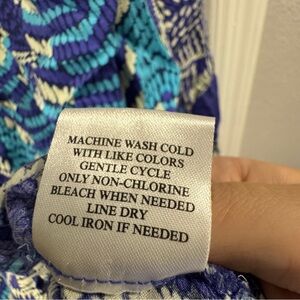 MACHINE WASH COLD
WITH LIKE COLORS
GENTLE CYCLE
ONLY NON-CHLORINE
BLEACH WHEN NEEDED
LINE DRY
COOL IRON IF NEEDED